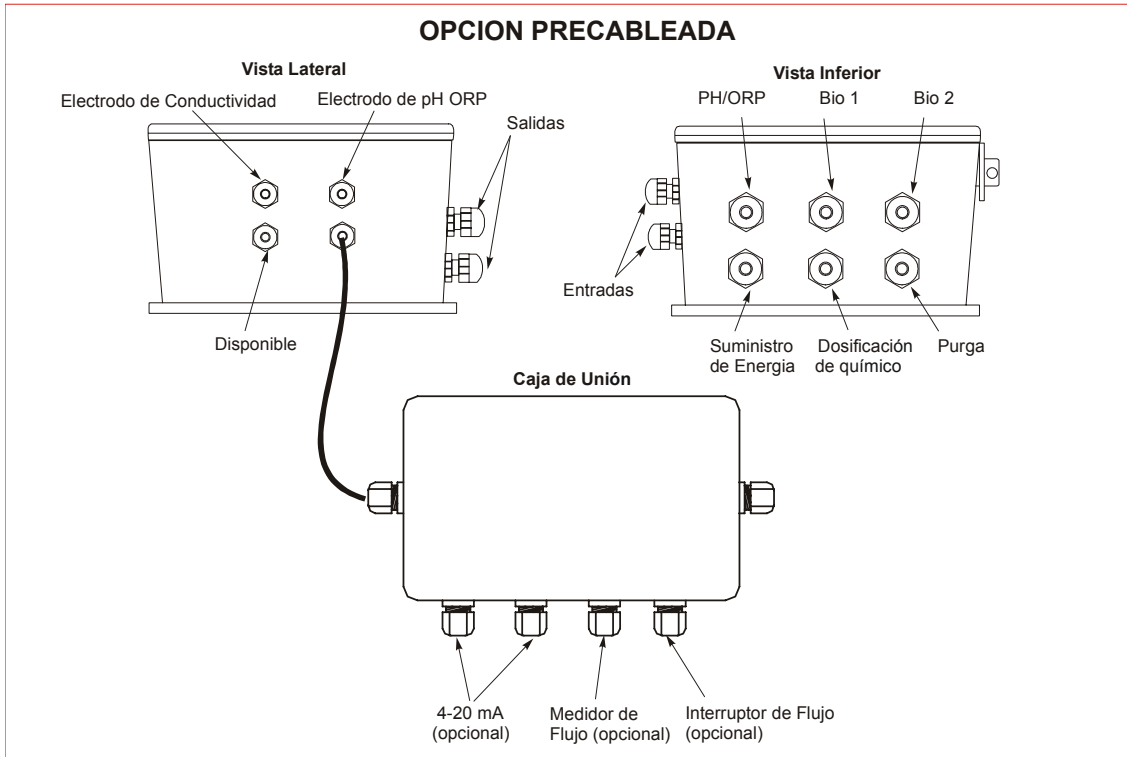 OPCION PRECABLEADA
Vista Lateral
Electrodo de Conductividad
Electrodo de pH ORP
Salidas
Disponible
Vista Inferior
PH/ORP
Bio 1
Bio 2
Entradas
Suministro
de Energia
Dosificación
de químico
Purga
Caja de Unión
4-20 mA
(opcional)
Medidor de
Flujo (opcional)
Interruptor de Flujo
(opcional)